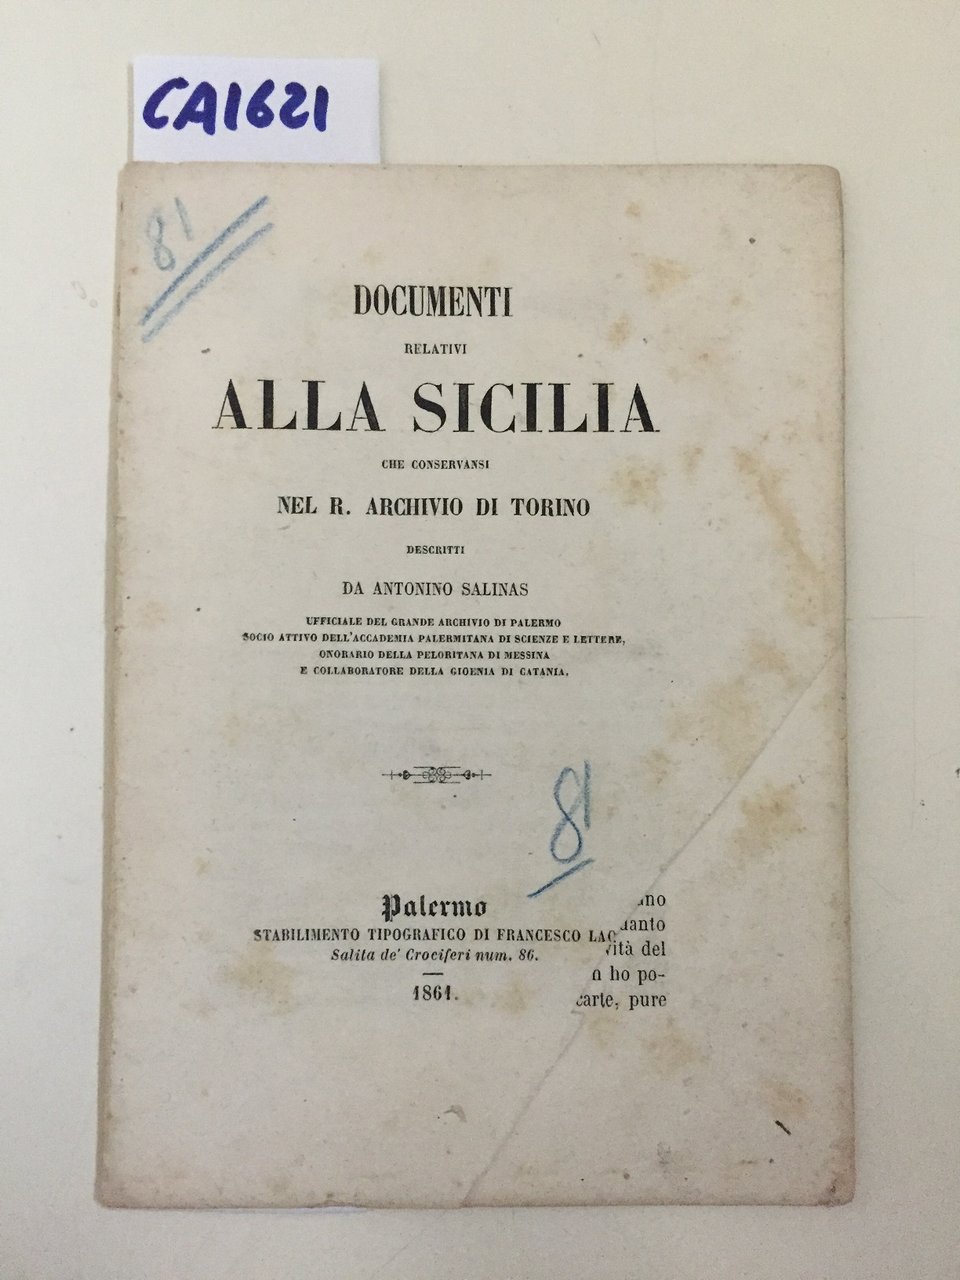 CA1621
81
DOCUMENTI
RELATIVI
ALLA SICILIA
CHE CONSERVANSI
NEL R. ARCHIVIO DI TORINO
DESCRITTI
DA ANTONINO SALINAS
UFFICIALE DEL GRANDE ARCHIVIO DI PALERMO
SOCIO ATTIVO DELL'ACCADEMIA PALERMITANA DI SCIENZE E LETTERE,
ONORARIO DELLA PELORITANA DI MESSINA
E COLLABORATORE DELLA GIOENIA DI CATANIA.
81
Palermo
STABILIMENTO TIPOGRAFICO DI FRANCESCO LAO
Salita de' Crociferi num. 86.
1861.
n ho po-
carte, pure